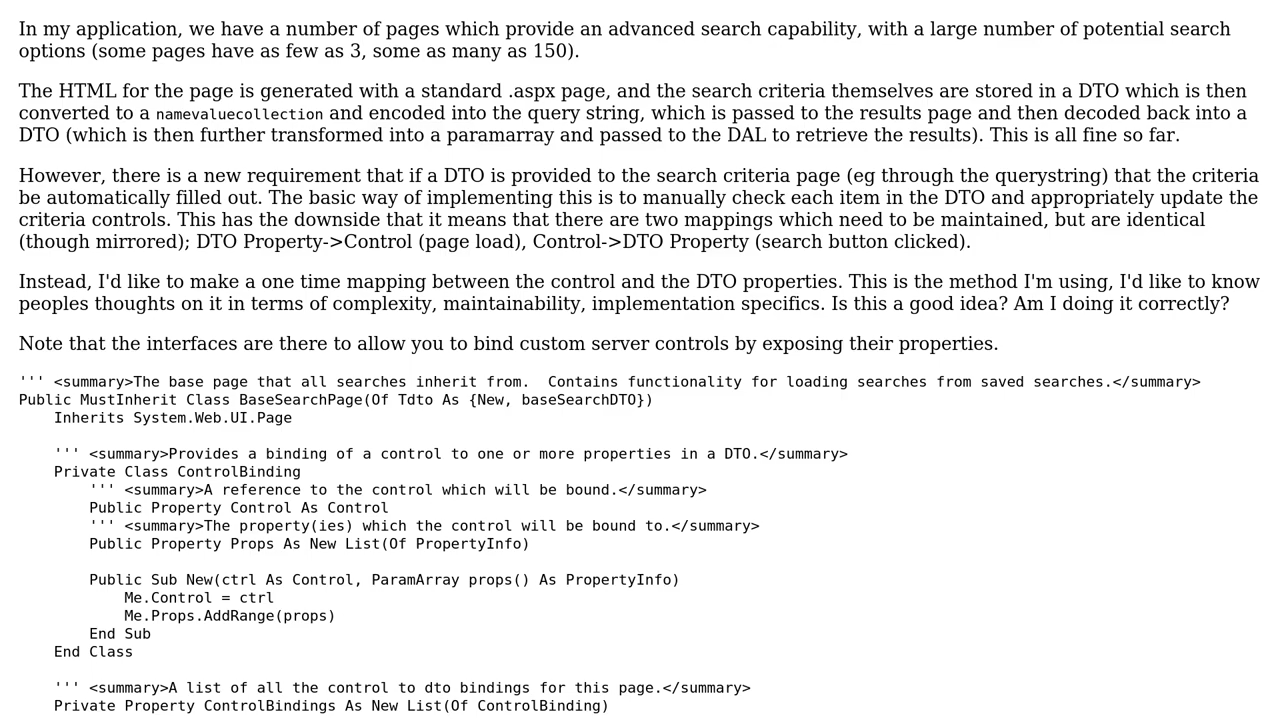 In my application, we have a number of pages which provide an advanced search capability, with a large number of potential search
options (some pages have as few as 3, some as many as 150).
The HTML for the page is generated with a standard .aspx page, and the search criteria themselves are stored in a DTO which is then
converted to a namevaluecollection and encoded into the query string, which is passed to the results page and then decoded back into a
DTO (which is then further transformed into a paramarray and passed to the DAL to retrieve the results). This is all fine so far.
However, there is a new requirement that if a DTO is provided to the search criteria page (eg through the querystring) that the criteria
be automatically filled out. The basic way of implementing this is to manually check each item in the DTO and appropriately update the
criteria controls. This has the downside that it means that there are two mappings which need to be maintained, but are identical
(though mirrored); DTO Property->Control (page load), Control->DTO Property (search button clicked).
Instead, I'd like to make a one time mapping between the control and the DTO properties. This is the method I'm using, I'd like to know
peoples thoughts on it in terms of complexity, maintainability, implementation specifics. Is this a good idea? Am I doing it correctly?
Note that the interfaces are there to allow you to bind custom server controls by exposing their properties.
''' <summary>The base page that all searches inherit from.  Contains functionality for loading searches from saved searches.</summary>
Public MustInherit Class BaseSearchPage(Of Tdto As {New, baseSearchDTO})
    Inherits System.Web.UI.Page
    ''' <summary>Provides a binding of a control to one or more properties in a DTO.</summary>
    Private Class ControlBinding
        ''' <summary>A reference to the control which will be bound.</summary>
        Public Property Control As Control
        ''' <summary>The property(ies) which the control will be bound to.</summary>
        Public Property Props As New List(Of PropertyInfo)
        Public Sub New(ctrl As Control, ParamArray props() As PropertyInfo)
            Me.Control = ctrl
            Me.Props.AddRange(props)
        End Sub
    End Class
    ''' <summary>A list of all the control to dto bindings for this page.</summary>
    Private Property ControlBindings As New List(Of ControlBinding)